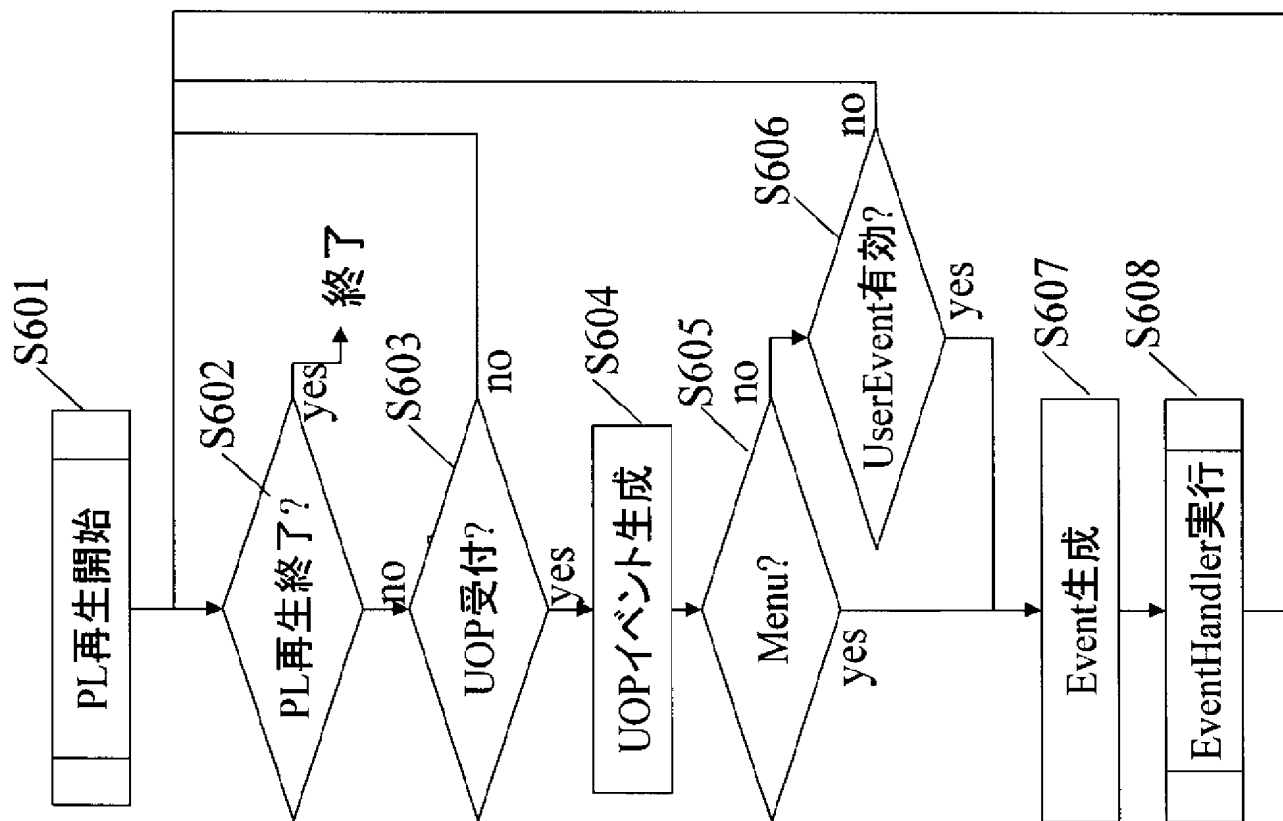 S601
PL再生開始
S602
PL再生終了?
yes
終了
no
S603
UOP受付?
no
yes
S604
UOPイベント生成
S605
Menu?
no
yes
S606
UserEvent有効?
no
yes
S607
Event生成
S608
EventHandler実行